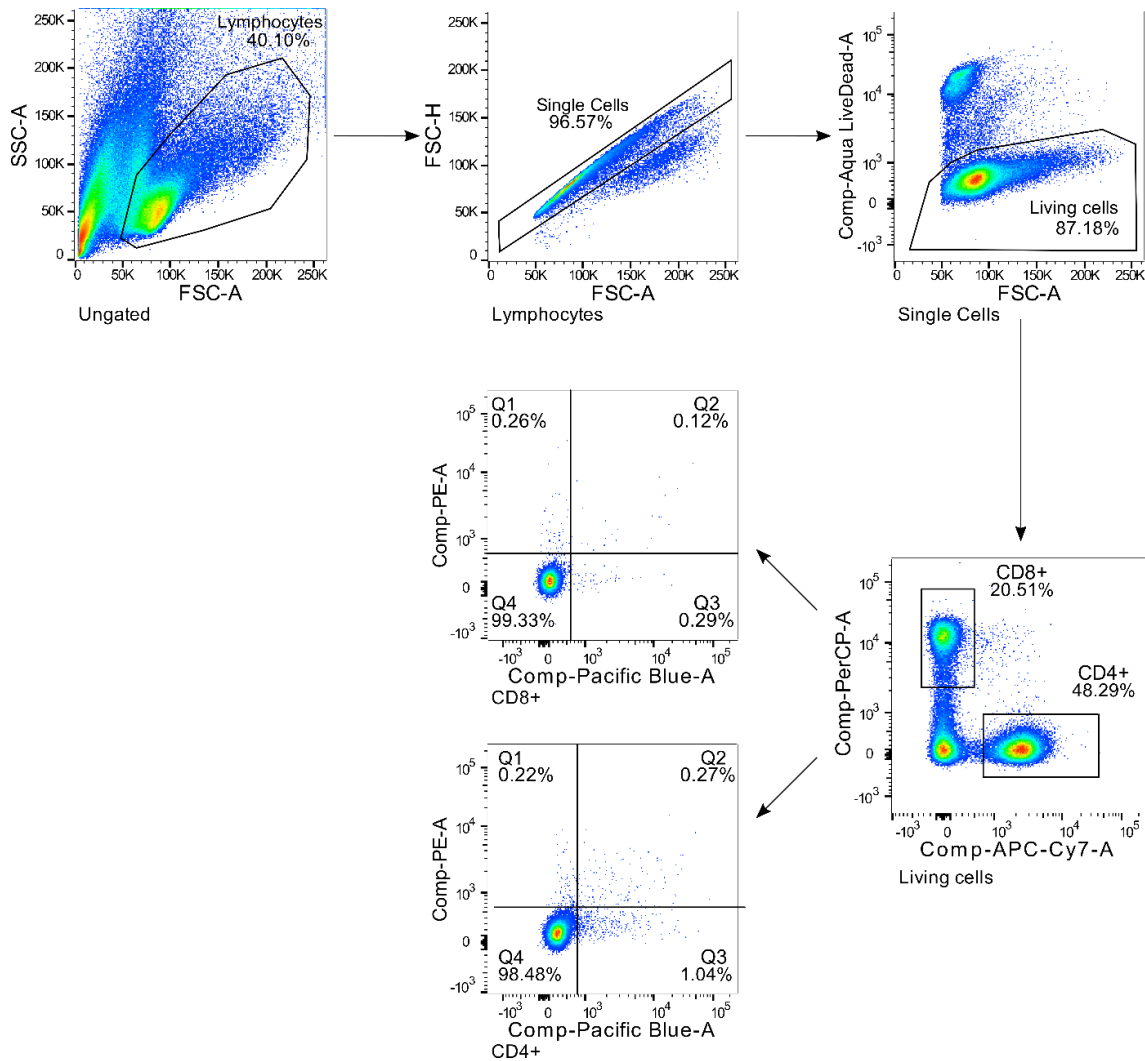 Lymphocytes
40.10%
250K
200K
150K
100K
50K
0
SSC-A
0 50K 100K 150K 200K 250K
FSC-A
Ungated
Single Cells
96.57%
250K
200K
150K
100K
50K
0
FSC-H
50K 100K 150K 200K 250K
FSC-A
Lymphocytes
10^5
10^4
10^3
0
-10^3
Comp-Aqua LiveDead-A
Living cells
87.18%
0 50K 100K 150K 200K 250K
FSC-A
Single Cells
Q1 Q2
0.26% 0.12%
10^5
10^4
10^3
0
-10^3
Comp-PE-A
Q4 Q3
99.33% 0.29%
-10^3 0 10^3 10^4 10^5
Comp-Pacific Blue-A
CD8+
CD8+
20.51%
CD4+
48.29%
10^5
10^4
10^3
0
-10^3
Comp-PerCP-A
-10^3 0 10^3 10^4 10^5
Comp-APC-Cy7-A
Living cells
Q1 Q2
0.22% 0.27%
10^5
10^4
10^3
0
-10^3
Comp-PE-A
Q4 Q3
98.48% 1.04%
-10^3 0 10^3 10^4 10^5
Comp-Pacific Blue-A
CD4+